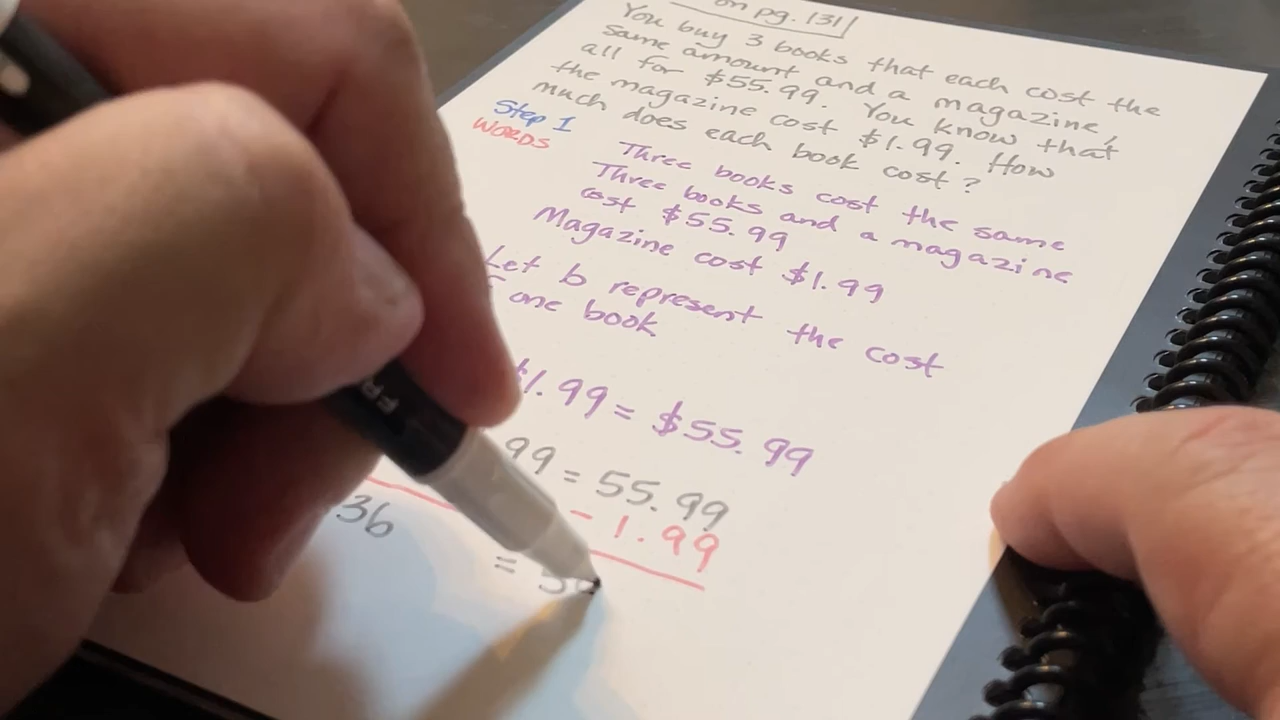 on pg. 131
You buy 3 books that each cost the
same amount and a magazine,
all for $55.99. You know that
the magazine cost $1.99. How
much does each book cost?
Step 1
WORDS
Three books cost the same
Three books and a magazine
cost $55.99
Magazine cost $1.99
Let b represent the cost
one book
$1.99 = $55.99
99 = 55.99
- 1.99
3b
= 5
FR